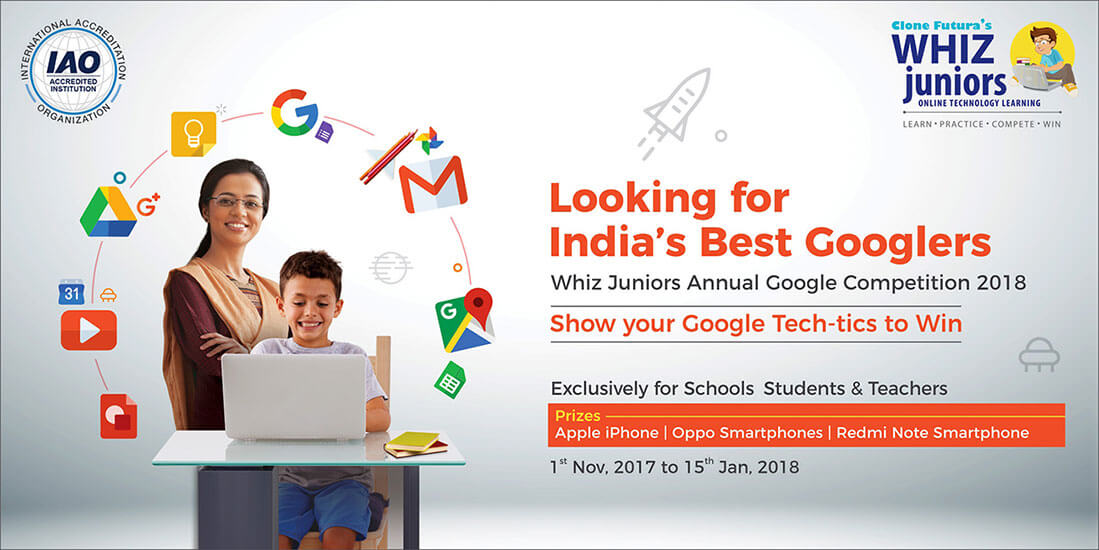 INTERNATIONAL ACCREDITATION
IAO
ACCREDITED
INSTITUTION
ORGANIZATION
Clone Futura's
WHIZ
juniors
ONLINE TECHNOLOGY LEARNING
LEARN • PRACTICE • COMPETE • WIN
G
G+
M
31
G
Looking for
India's Best Googlers
Whiz Juniors Annual Google Competition 2018
Show your Google Tech-tics to Win
Exclusively for Schools Students & Teachers
Prizes
Apple iPhone | Oppo Smartphones | Redmi Note Smartphone
1st Nov, 2017 to 15th Jan, 2018